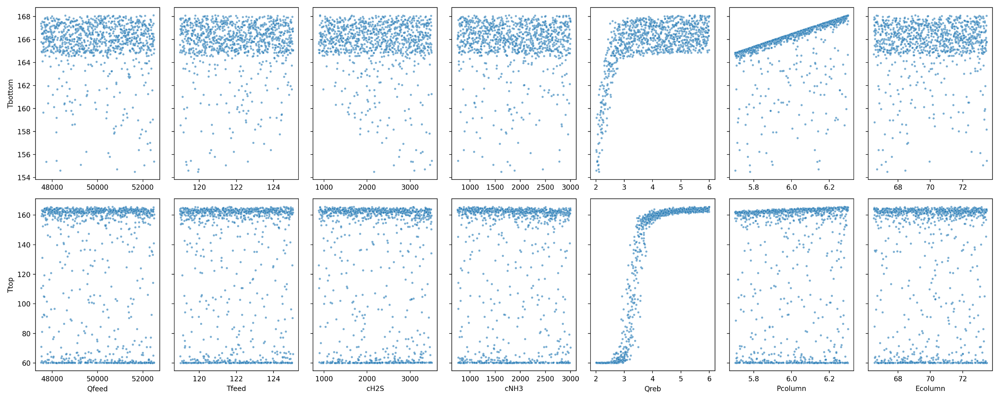 168
166
164
162
160
158
156
154
Tbottom
48000 50000 52000
120 122 124
1000 2000 3000
1000 1500 2000 2500 3000
2 3 4 5 6
5.8 6.0 6.2
68 70 72
160
140
120
100
80
60
Ttop
48000 50000 52000
120 122 124
1000 2000 3000
1000 1500 2000 2500 3000
2 3 4 5 6
5.8 6.0 6.2
68 70 72
Qfeed
Tfeed
cH2S
cNH3
Qreb
Pcolumn
Ecolumn